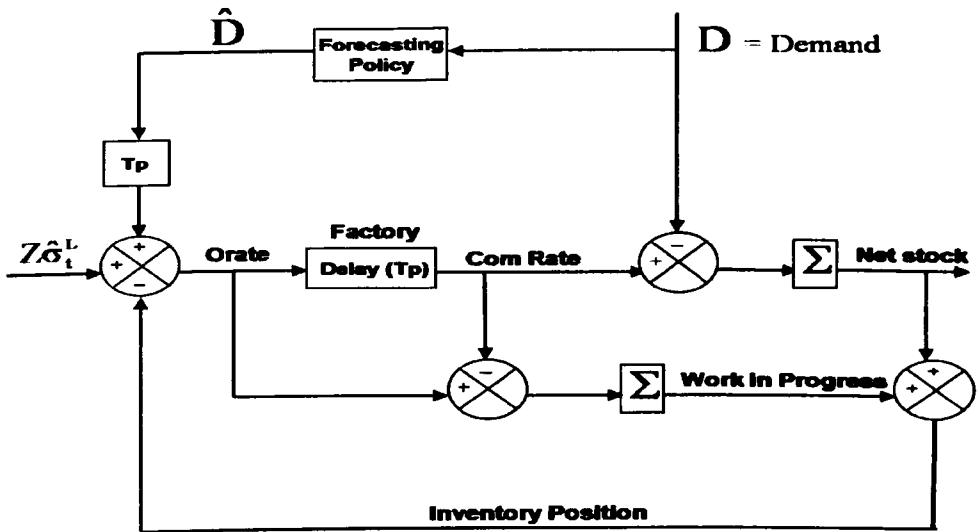 D̂
Forecasting
Policy
D = Demand
Tp
Zσ̂ₜᴸ
+
+
−
Orate
Factory
Delay (Tp)
Com Rate
−
+
Σ
Net stock
−
+
Σ
Work in Progress
+
+
Inventory Position